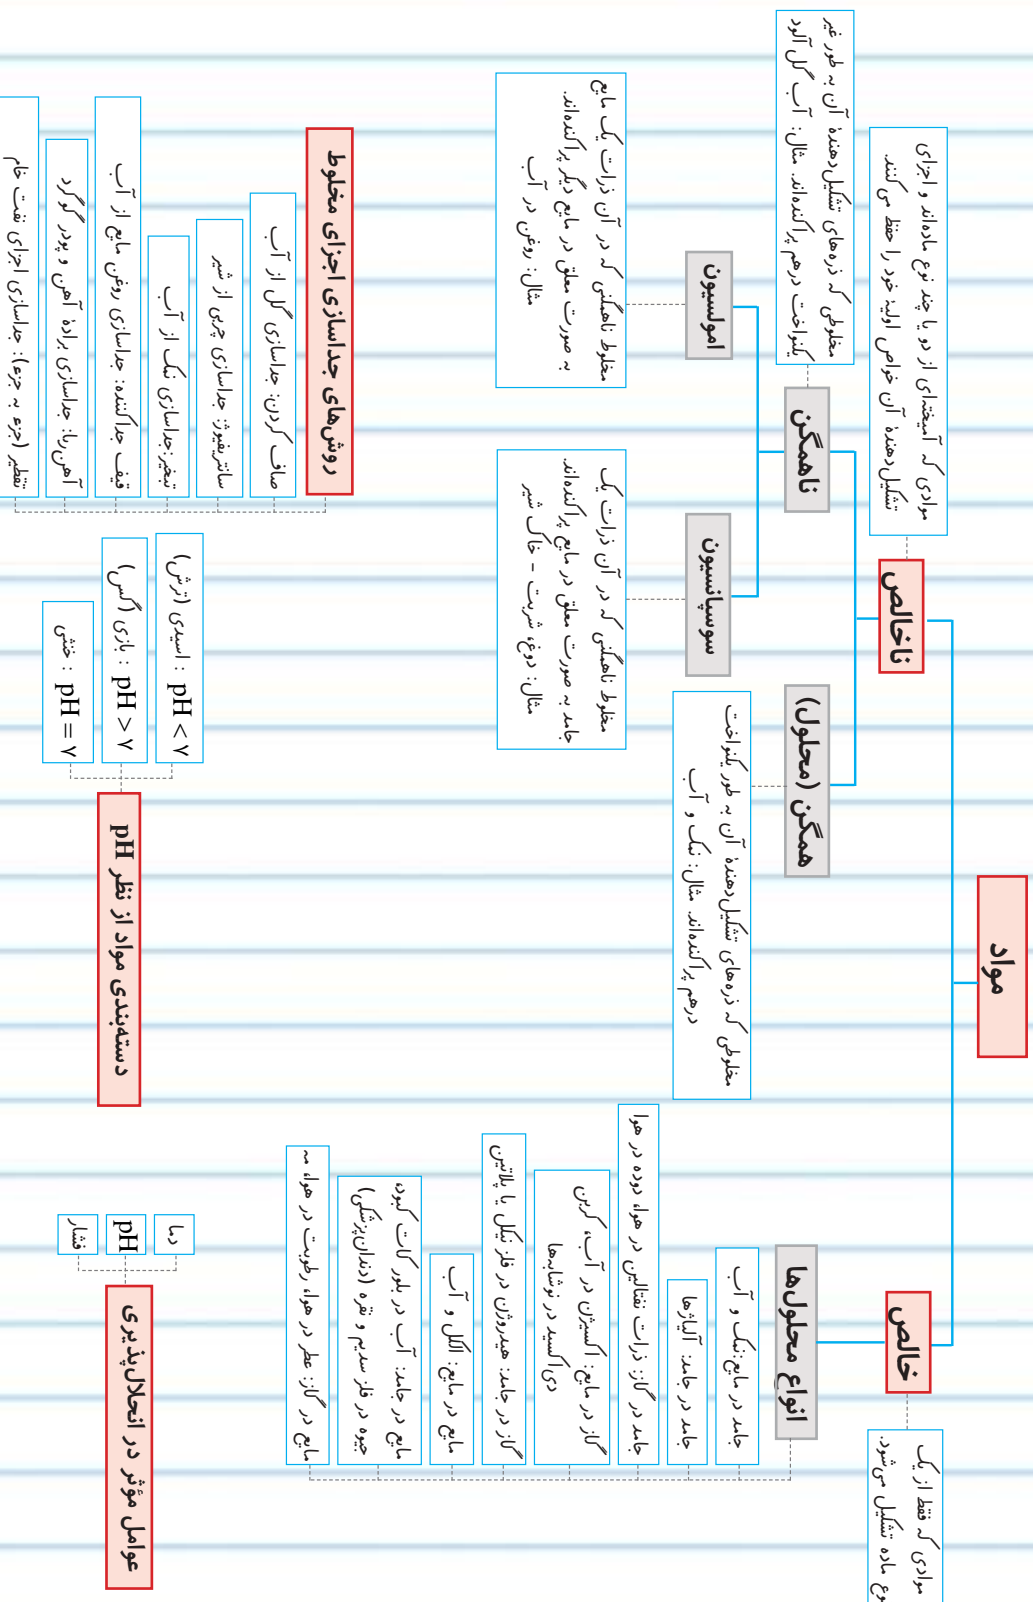 مواد
خالص
موادی که فقط از یک
نوع ماده تشکیل می‌شود.
ناخالص
موادی که آمیخته‌ای از دو یا چند نوع ماده‌اند و اجزای
تشکیل‌دهندهٔ آن خواص اولیهٔ خود را حفظ می‌کنند.
انواع محلول‌ها
جامد در مایع:نمک و آب
جامد در جامد: آلیاژها
جامد در گاز: ذرات نفتالین در هوا، دوده در هوا
گاز در مایع: اکسیژن در آب، کربن
دی‌اکسید در نوشابه‌ها
گاز در جامد: هیدروژن در فلز نیکل یا پلاتین
مایع در مایع: الکل و آب
مایع در جامد: آب در بلور کات کبود،
جیوه در فلز سدیم و نقره (دندان‌پزشکی)
مایع در گاز: عطر در هوا، رطوبت در هوا، مه
همگن (محلول)
مخلوطی که ذره‌های تشکیل‌دهندهٔ آن به طور یکنواخت
درهم پراکنده‌اند. مثال: نمک و آب
ناهمگن
مخلوطی که ذره‌های تشکیل‌دهندهٔ آن به طور غیر
یکنواخت درهم پراکنده‌اند. مثال: آب گل آلود
سوسپانسیون
مخلوط ناهمگنی که در آن ذرات یک
جامد به صورت معلق در مایع پراکنده‌اند.
مثال: دوغ، شربت - خاک شیر
امولسیون
مخلوط ناهمگنی که در آن ذرات یک مایع
به صورت معلق در مایع دیگر پراکنده‌اند.
مثال: روغن در آب
عوامل مؤثر در انحلال‌پذیری
دما
pH
فشار
دسته‌بندی مواد از نظر pH
pH < ۷ : اسیدی (ترش)
pH > ۷ : بازی (گس)
pH = ۷ : خنثی
روش‌های جداسازی اجزای مخلوط
صاف کردن: جداسازی گل از آب
سانتریفیوژ: جداسازی چربی از شیر
تبخیر:جداسازی نمک از آب
قیف جداکننده: جداسازی روغن مایع از آب
آهن‌ربا: جداسازی برادهٔ آهن و پودر گوگرد
تقطیر (جزء به جزء): جداسازی اجزای نفت خام